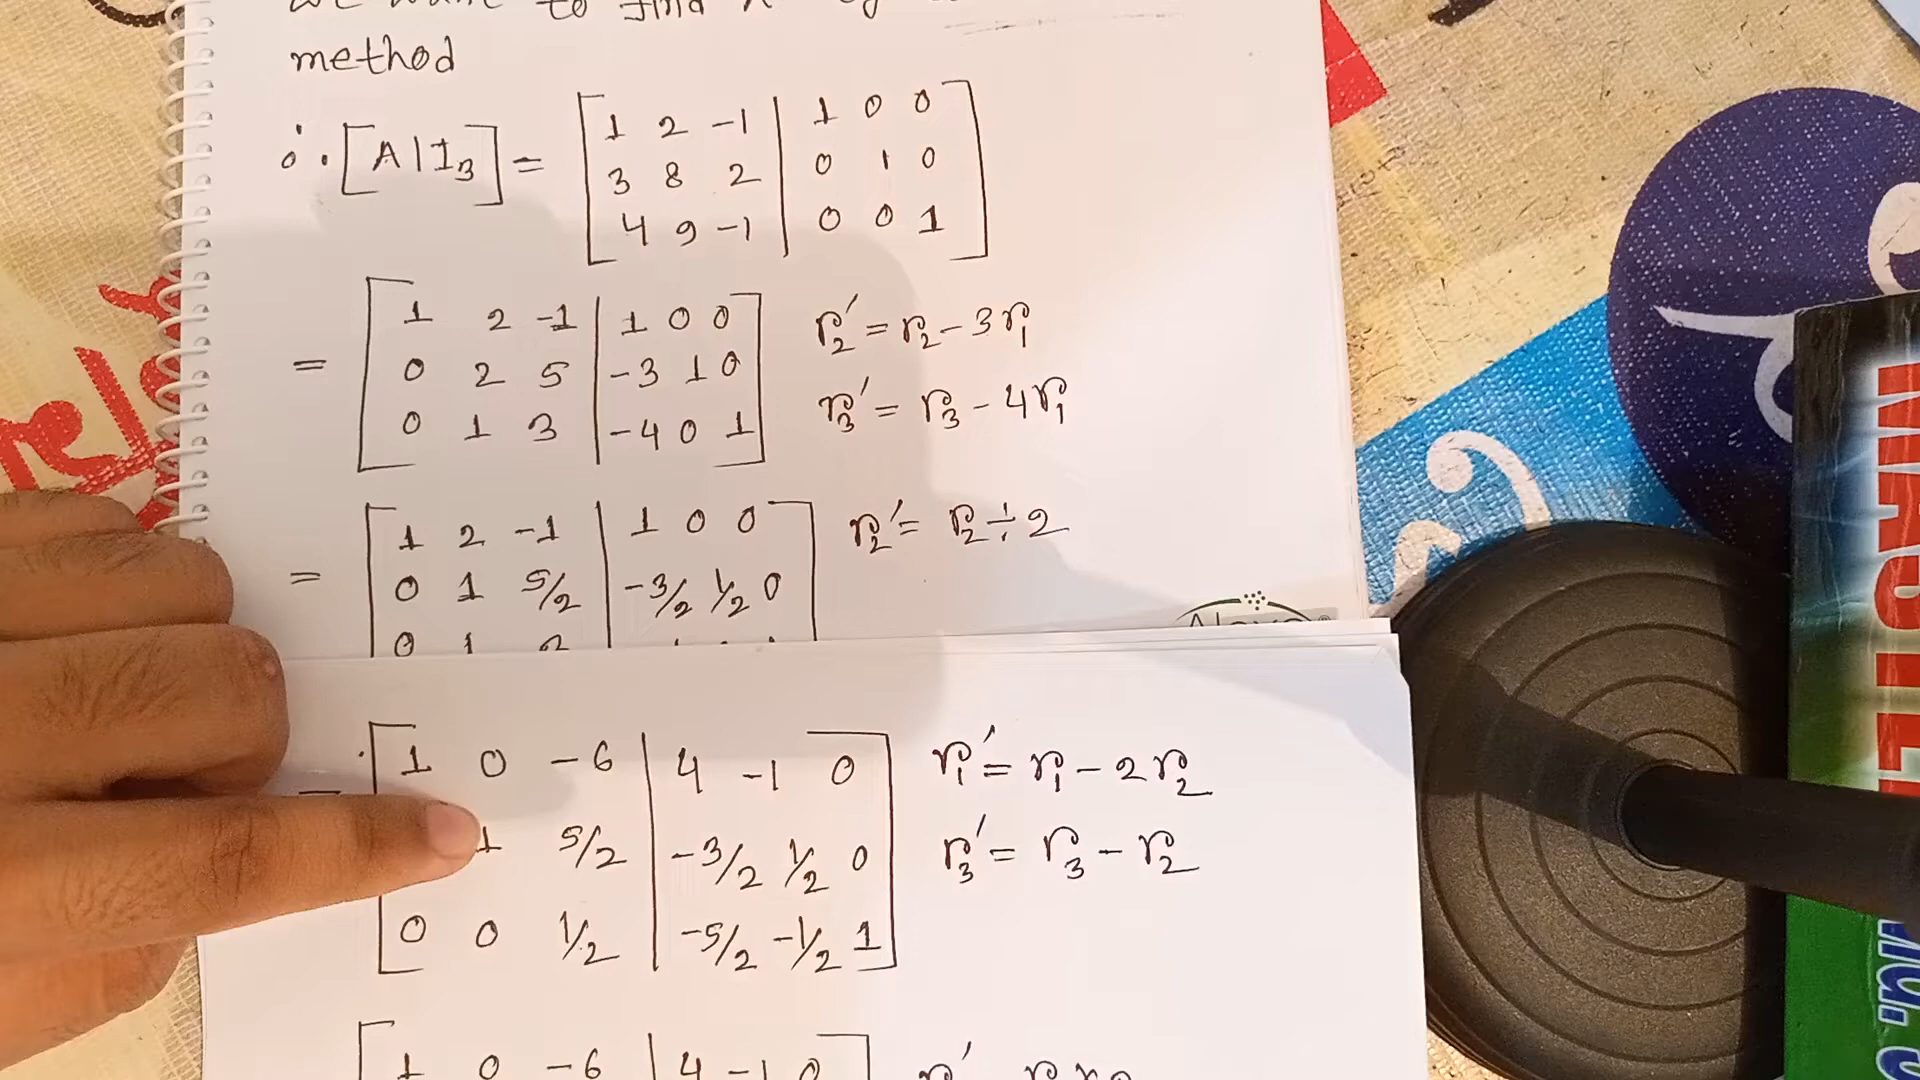 method
∴ [A|I₃] = [1 2 -1 | 1 0 0
3 8 2 | 0 1 0
4 9 -1 | 0 0 1]
= [1 2 -1 | 1 0 0 r₂′ = r₂ - 3r₁
0 2 5 | -3 1 0
0 1 3 | -4 0 1] r₃′ = r₃ - 4r₁
= [1 2 -1 | 1 0 0 r₂′ = r₂ ÷ 2
0 1 5/2 | -3/2 1/2 0
0 1
[1 0 -6 | 4 -1 0 r₁′ = r₁ - 2r₂
1 5/2 | -3/2 1/2 0 r₃′ = r₃ - r₂
0 0 1/2 | -5/2 -1/2 1]
[1 0 -6 | 4 -1 0